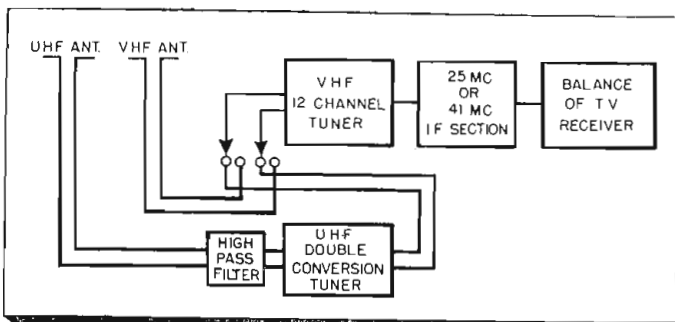 UHF ANT.
VHF ANT.
VHF
12 CHANNEL
TUNER
25 MC
OR
41 MC
IF SECTION
BALANCE
OF TV
RECEIVER
HIGH
PASS
FILTER
UHF
DOUBLE
CONVERSION
TUNER